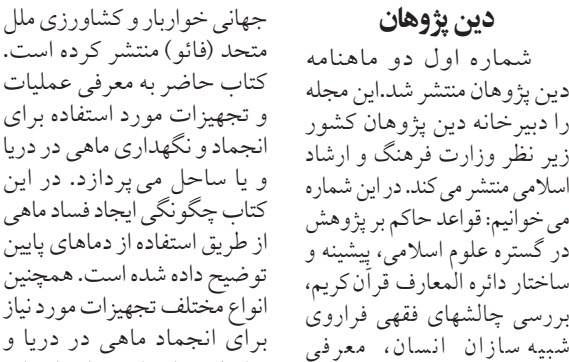 دین پژوهان
شماره اول دو ماهنامه
دین پژوهان منتشر شد.این مجله
را دبیرخانه دین پژوهان کشور
زیر نظر وزارت فرهنگ و ارشاد
اسلامی منتشر می‌کند. در این شماره
می خوانیم: قواعد حاکم بر پژوهش
در گستره علوم اسلامی، پیشینه و
ساختار دائره المعارف قرآن کریم،
بررسی چالشهای فقهی فراروی
شبیه سازان انسان، معرفی
جهانی خواربار و کشاورزی ملل
متحد (فائو) منتشر کرده است.
کتاب حاضر به معرفی عملیات
و تجهیزات مورد استفاده برای
انجماد و نگهداری ماهی در دریا
و یا ساحل می پردازد. در این
کتاب چگونگی ایجاد فساد ماهی
از طریق استفاده از دماهای پایین
توضیح داده شده است. همچنین
انواع مختلف تجهیزات مورد نیاز
برای انجماد ماهی در دریا و